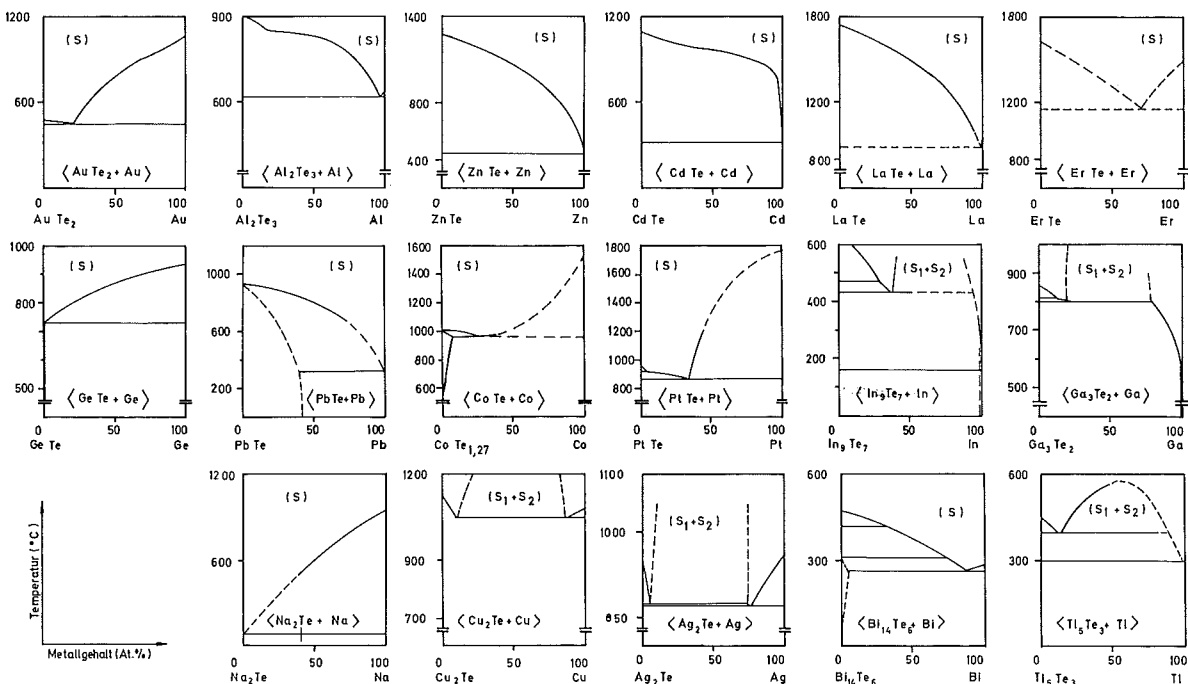 1200 900 1200 1200 1800 1800
(S) (S) (S) (S) (S) (S)
600 600 800 600 1200 1200
400 800 800
⟨AuTe₂ + Au⟩ ⟨Al₂Te₃ + Al⟩ ⟨ZnTe + Zn⟩ ⟨CdTe + Cd⟩ ⟨LaTe + La⟩ ⟨ErTe + Er⟩
0 50 100 0 50 100 0 50 100 0 50 100 0 50 100 0 50 100
AuTe₂ Au Al₂Te₃ Al ZnTe Zn CdTe Cd LaTe La ErTe Er
1000 1600 1800 600
(S) (S) (S) (S) (S₁+S₂) (S₁+S₂)
1000 1400 1600 900
800 800 1200 1400 400
600 1000 1200 700
400 800 1000 200
500 200 600 800 500
⟨GeTe + Ge⟩ ⟨PbTe+Pb⟩ ⟨CoTe + Co⟩ ⟨PtTe + Pt⟩ ⟨In₉Te₇ + In⟩ ⟨Ga₃Te₂ + Ga⟩
0 50 100 0 50 100 0 50 100 0 50 100 0 50 100 0 50 100
GeTe Ge PbTe Pb CoTe₁,₂₇ Co PtTe Pt In₉Te₇ In Ga₃Te₂ Ga
1200 1200 1100 600 600
(S) (S₁+S₂) (S₁+S₂) (S) (S₁ + S₂)
600 1000 1000 300 300
700 850
⟨Na₂Te + Na⟩ ⟨Cu₂Te + Cu⟩ ⟨Ag₂Te + Ag⟩ ⟨Bi₁₄Te₆ + Bi⟩ ⟨Tl₅Te₃ + Tl⟩
0 50 100 0 50 100 0 50 100 0 50 100 0 50 100
Na₂Te Na Cu₂Te Cu Ag₂Te Ag Bi₁₄Te₆ Bi Tl₅Te₃ Tl
Temperatur (°C)
Metallgehalt (At.%)